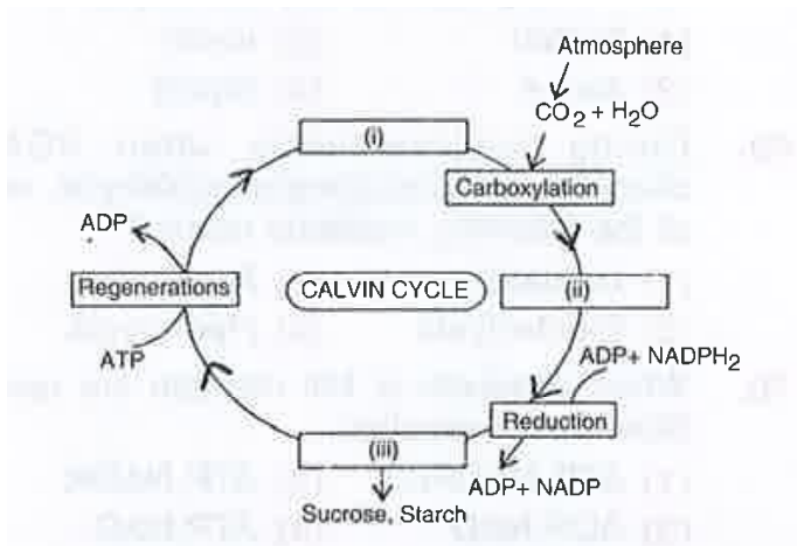 Atmosphere
CO2 + H2O
(i)
Carboxylation
ADP
Regenerations
CALVIN CYCLE
(ii)
ATP
ADP+ NADPH2
Reduction
(iii)
ADP+ NADP
Sucrose, Starch